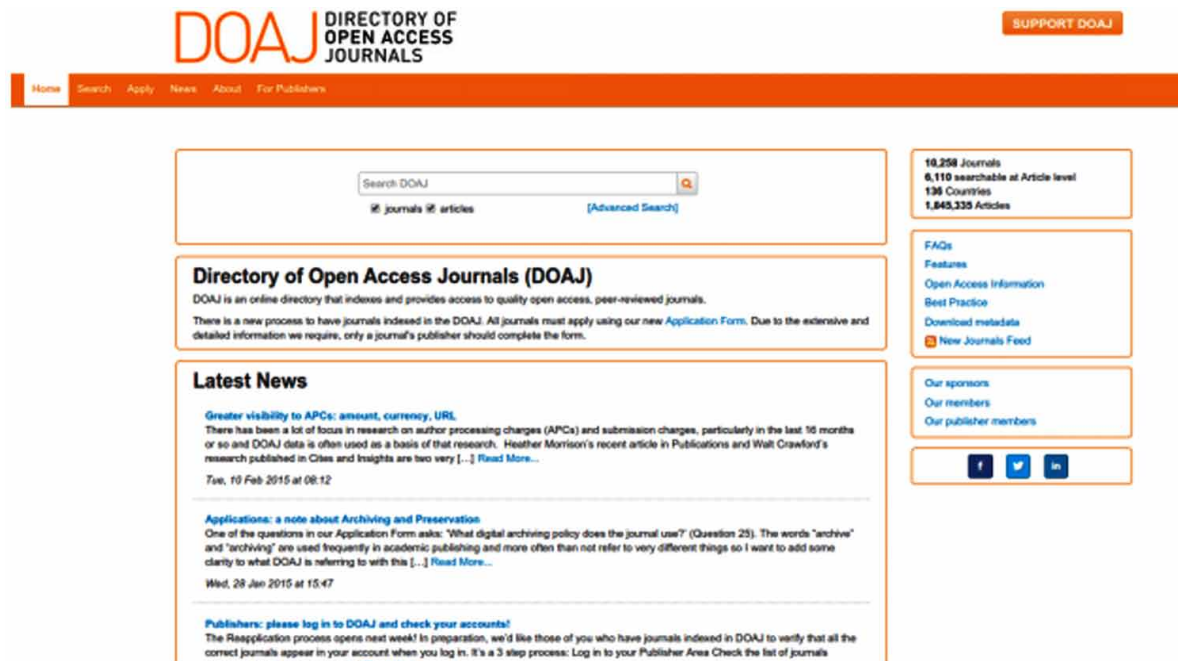 DOAJ DIRECTORY OF
OPEN ACCESS
JOURNALS
SUPPORT DOAJ
Home Search Apply News About For Publishers
Search DOAJ
journals articles [Advanced Search]
Directory of Open Access Journals (DOAJ)
DOAJ is an online directory that indexes and provides access to quality open access, peer-reviewed journals.
There is a new process to have journals indexed in the DOAJ. All journals must apply using our new Application Form. Due to the extensive and
detailed information we require, only a journal's publisher should complete the form.
Latest News
Greater visibility to APCs: amount, currency, URL
There has been a lot of focus in research on author processing charges (APCs) and submission charges, particularly in the last 16 months
or so and DOAJ data is often used as a basis of that research. Heather Morrison's recent article in Publications and Walt Crawford's
research published in Cites and Insights are two very [...] Read More...
Tue, 10 Feb 2015 at 08:12
Applications: a note about Archiving and Preservation
One of the questions in our Application Form asks: 'What digital archiving policy does the journal use?' (Question 25). The words "archive"
and "archiving" are used frequently in academic publishing and more often than not refer to very different things so I want to add some
clarity to what DOAJ is referring to with this [...] Read More...
Wed, 28 Jan 2015 at 15:47
Publishers: please log in to DOAJ and check your accounts!
The Reapplication process opens next week! In preparation, we'd like those of you who have journals indexed in DOAJ to verify that all the
correct journals appear in your account when you log in. It's a 3 step process: Log in to your Publisher Area Check the list of journals
10,258 Journals
6,110 searchable at Article level
136 Countries
1,845,335 Articles
FAQs
Features
Open Access Information
Best Practice
Download metadata
New Journals Feed
Our sponsors
Our members
Our publisher members
f
in